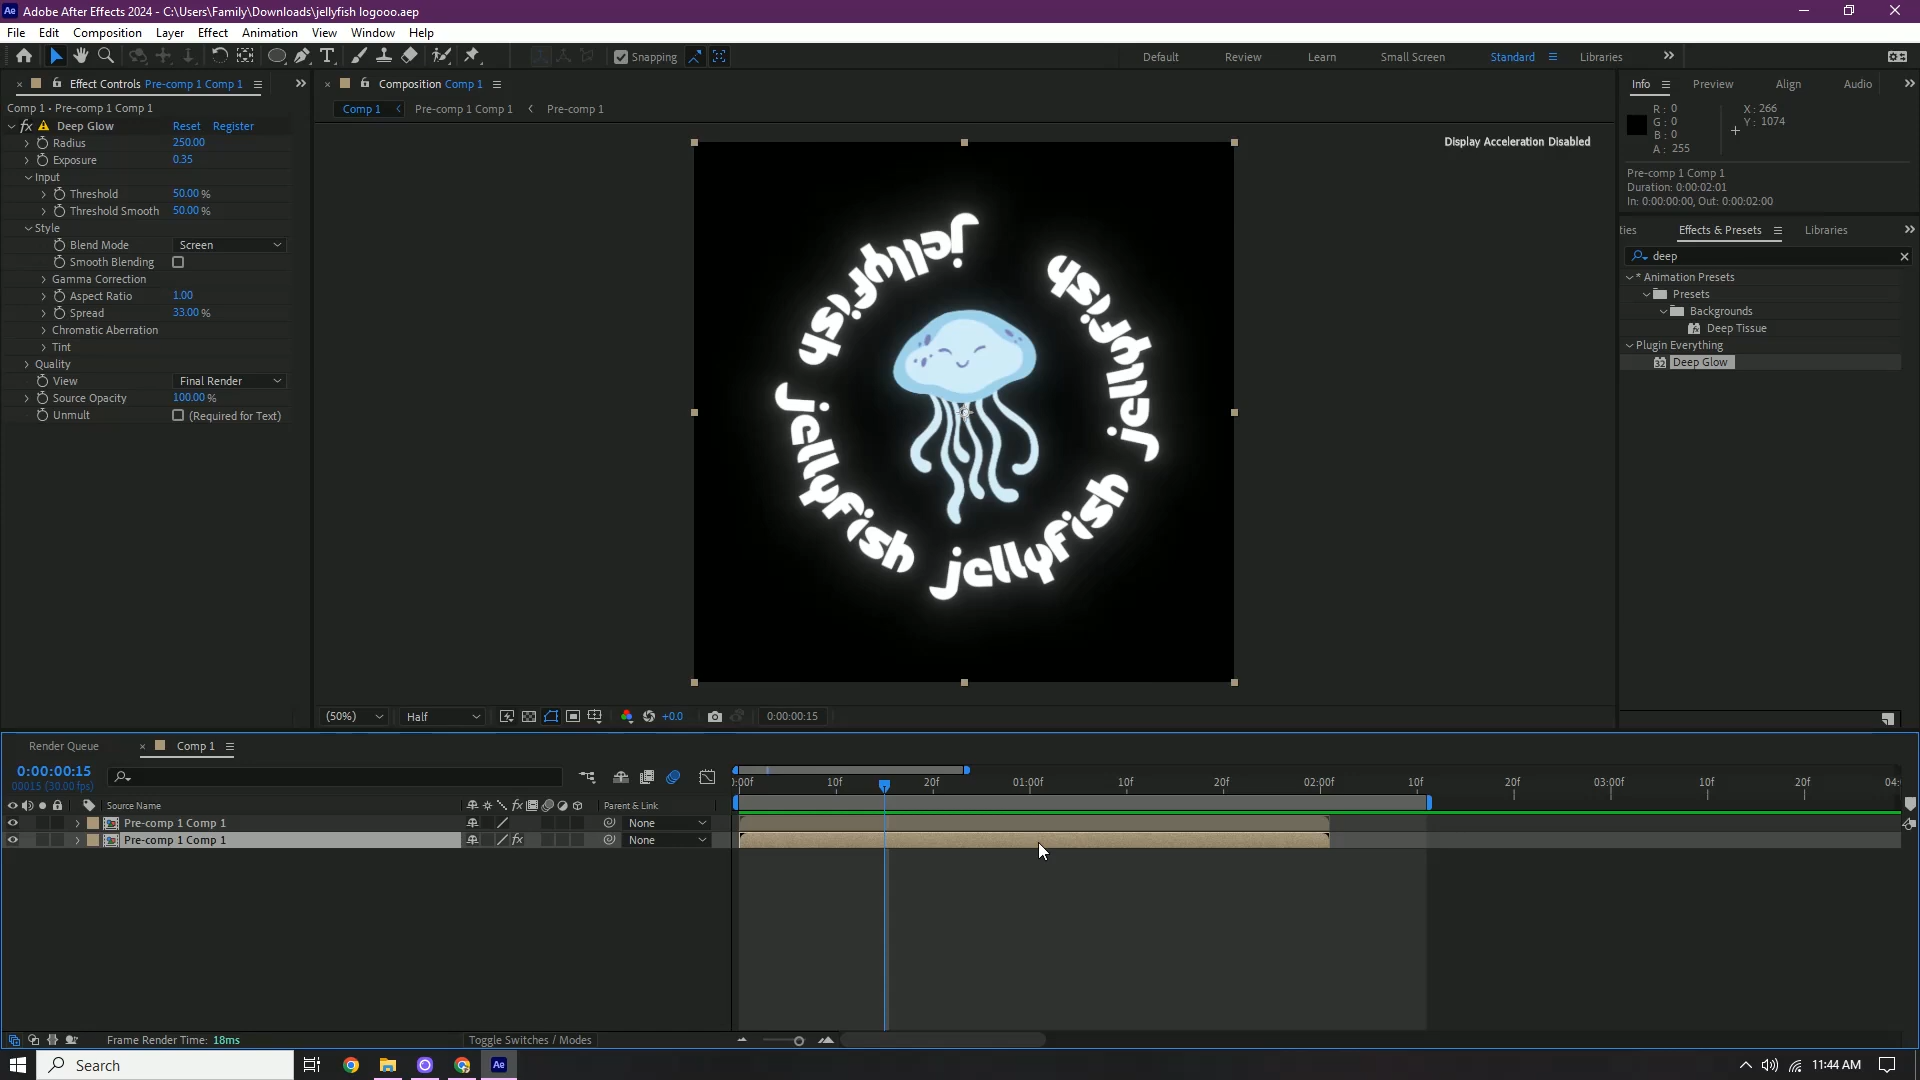 Ae Adobe After Effects 2024 - C:\Users\Family\Downloads\jellyfish logooo.aep
File Edit Composition Layer Effect Animation View Window Help
T Snapping Default Review Learn Small Screen Standard Libraries
Effect Controls Pre-comp 1 Comp 1
Comp 1 • Pre-comp 1 Comp 1
fx Deep Glow Reset Register
Radius 250.00
Exposure 0.35
Input
Threshold 50.00 %
Threshold Smooth 50.00 %
Style
Blend Mode Screen
Smooth Blending
Gamma Correction
Aspect Ratio 1.00
Spread 33.00 %
Chromatic Aberration
Tint
Quality
View Final Render
Source Opacity 100.00 %
Unmult (Required for Text)
Composition Comp 1
Comp 1 Pre-comp 1 Comp 1 Pre-comp 1
Display Acceleration Disabled
jellyfish
jellyfish
jellyfish
jellyfish
(50%) Half +0.0 0:00:00:15
Info Preview Align Audio
R : 0 X : 266
G : 0 Y : 1074
B : 0
A : 255
Pre-comp 1 Comp 1
Duration: 0:00:02:01
In: 0:00:00:00, Out: 0:00:02:00
ties Effects & Presets Libraries
deep
* Animation Presets
Presets
Backgrounds
Deep Tissue
Plugin Everything
32 Deep Glow
Render Queue Comp 1
0:00:00:15
00015 (30.00 fps)
):00f 10f 20f 01:00f 10f 20f 02:00f 10f 20f 03:00f 10f 20f 04:
Source Name fx Parent & Link
Pre-comp 1 Comp 1 None
Pre-comp 1 Comp 1 fx None
Frame Render Time: 18ms Toggle Switches / Modes
Search Ae 11:44 AM